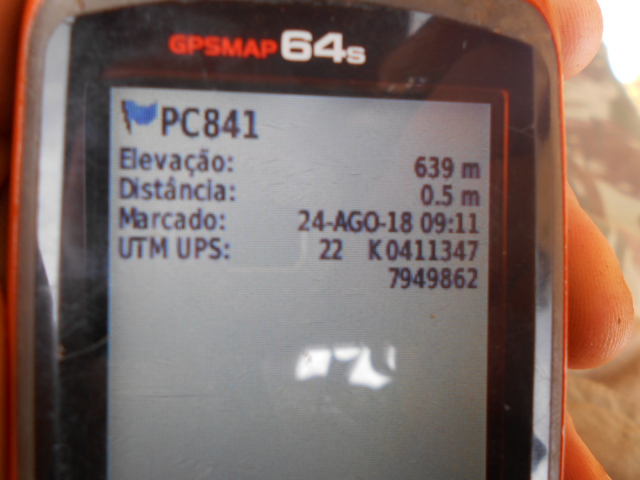 GPSMAP 64s
PC841
Elevação: 639 m
Distância: 0.5 m
Marcado: 24-AGO-18 09:11
UTM UPS: 22 K 0411347
7949862